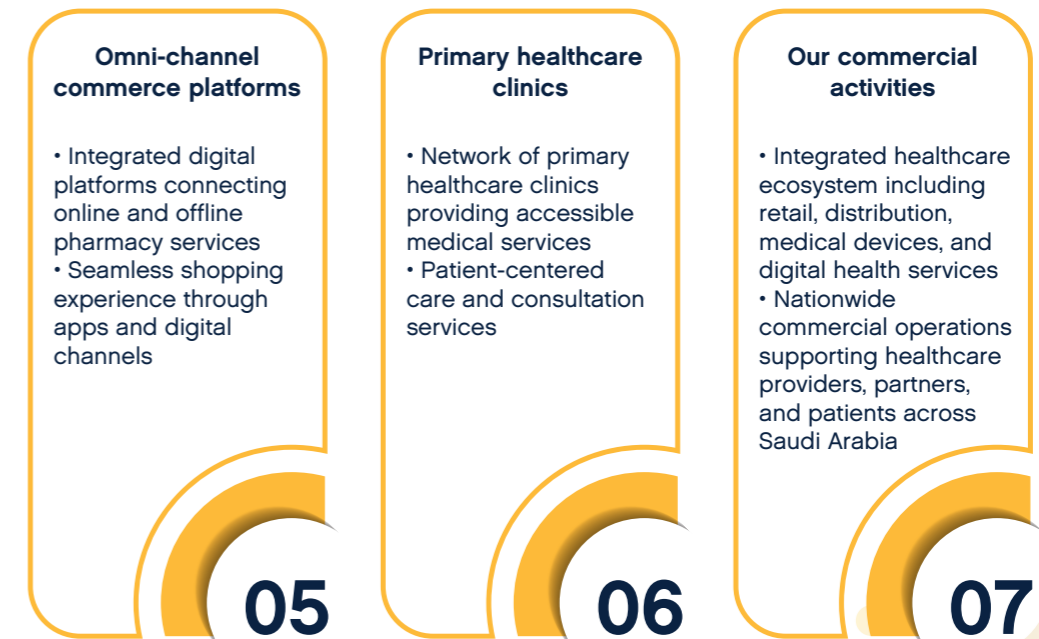 Omni-channel
commerce platforms
• Integrated digital
platforms connecting
online and offline
pharmacy services
• Seamless shopping
experience through
apps and digital
channels
05
Primary healthcare
clinics
• Network of primary
healthcare clinics
providing accessible
medical services
• Patient-centered
care and consultation
services
06
Our commercial
activities
• Integrated healthcare
ecosystem including
retail, distribution,
medical devices, and
digital health services
• Nationwide
commercial operations
supporting healthcare
providers, partners,
and patients across
Saudi Arabia
07